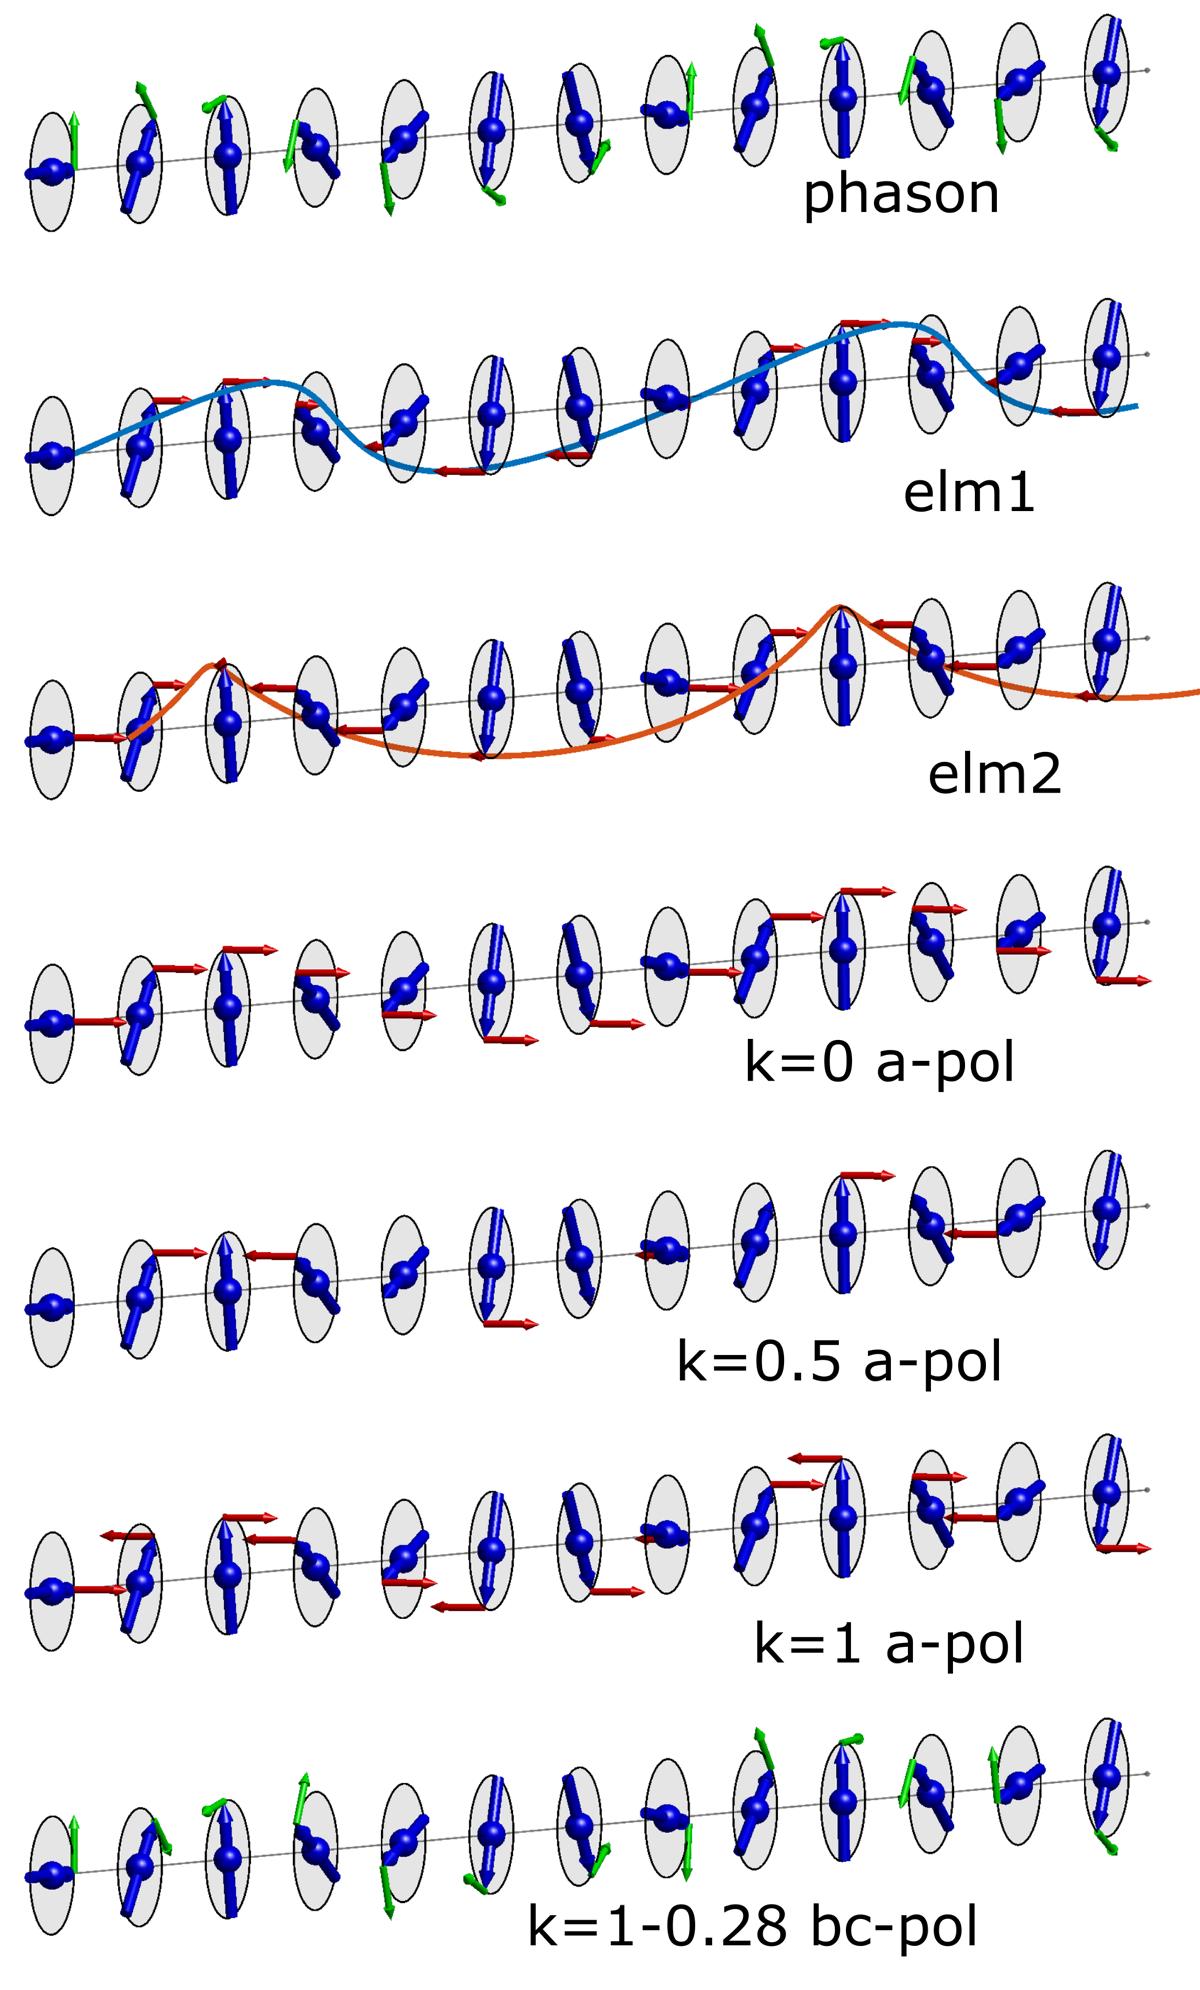 phason
elm1
elm2
k=0 a-pol
k=0.5 a-pol
k=1 a-pol
k=1-0.28 bc-pol